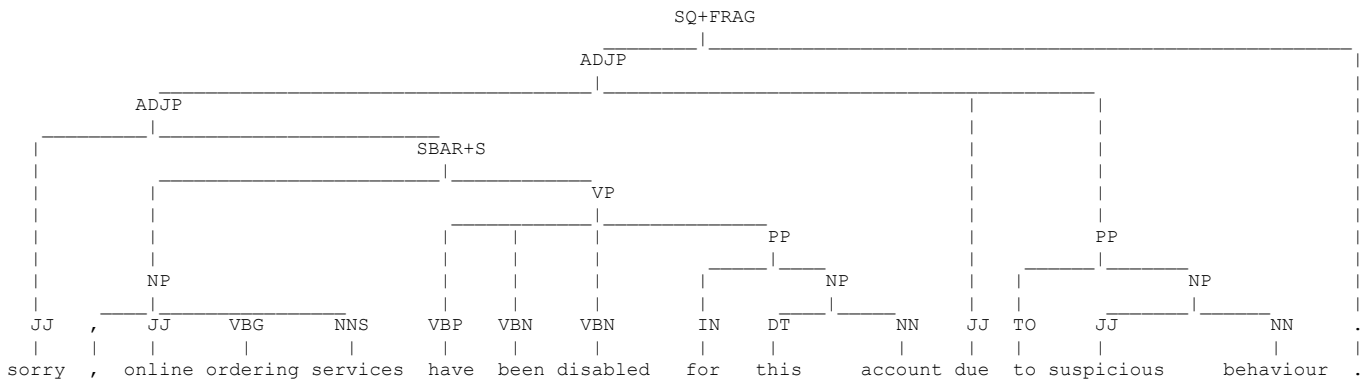 SQ+FRAG
ADJP
ADJP
SBAR+S
VP
PP PP
NP NP NP
JJ , JJ VBG NNS VBP VBN VBN IN DT NN JJ TO JJ NN .
sorry , online ordering services have been disabled for this account due to suspicious behaviour .